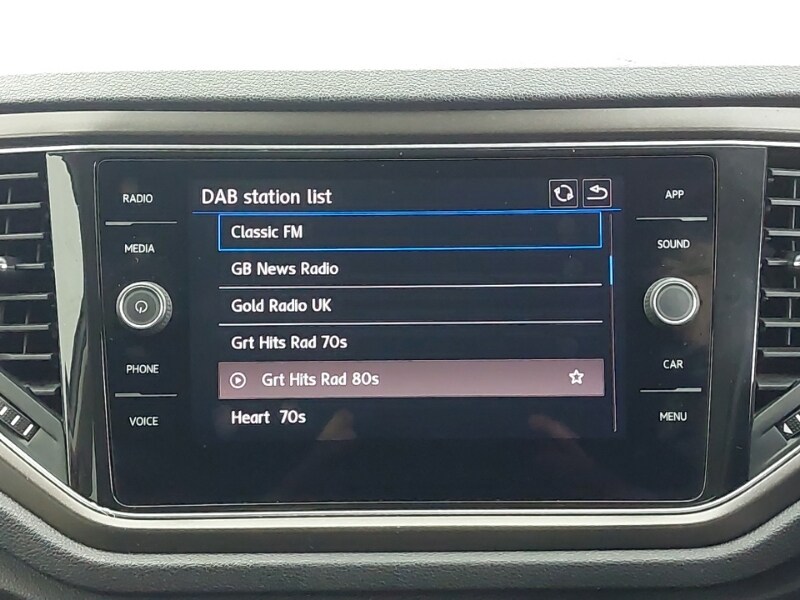 RADIO
MEDIA
PHONE
VOICE
DAB station list
Classic FM
GB News Radio
Gold Radio UK
Grt Hits Rad 70s
Grt Hits Rad 80s
Heart 70s
APP
SOUND
CAR
MENU